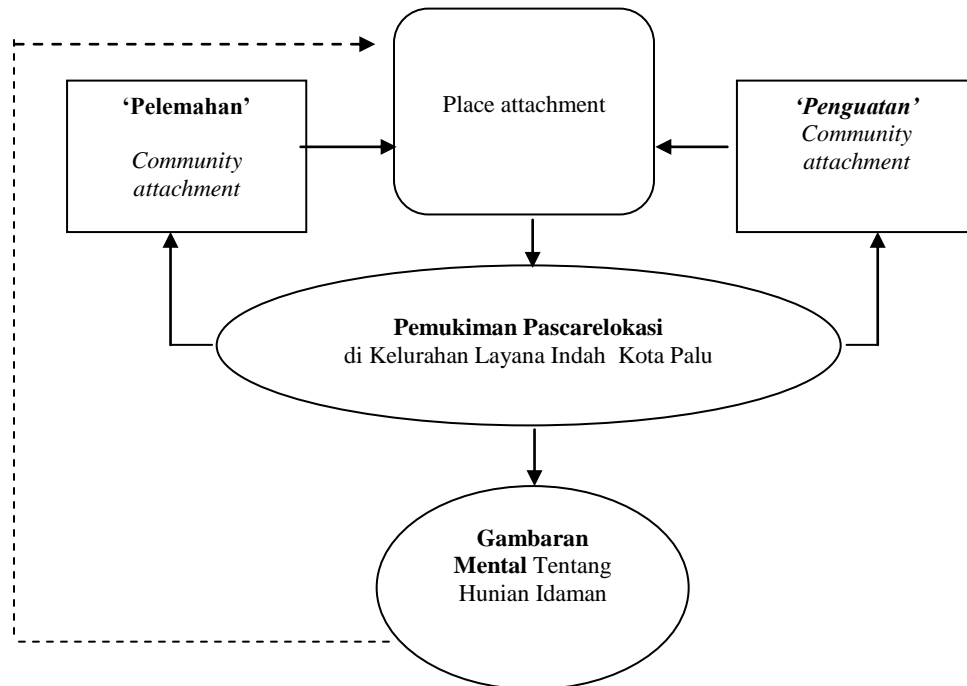 ‘Pelemahan’
Community
attachment
Place attachment
‘Penguatan’
Community
attachment
Pemukiman Pascarelokasi
di Kelurahan Layana Indah Kota Palu
Gambaran
Mental Tentang
Hunian Idaman